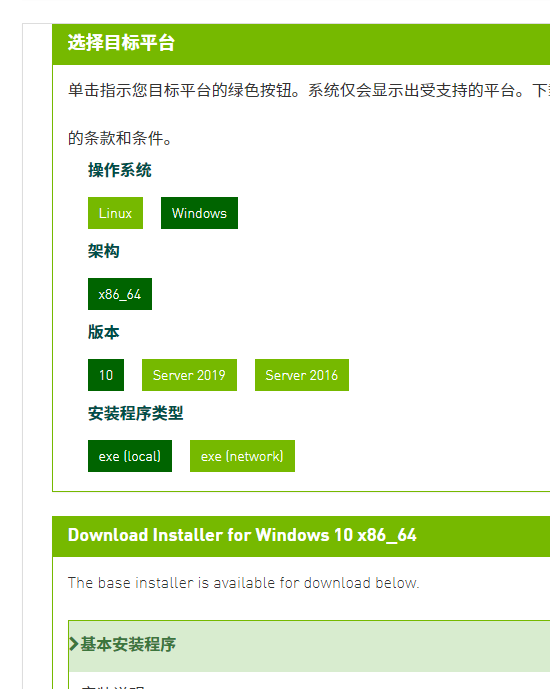 选择目标平台
单击指示您目标平台的绿色按钮。系统仅会显示出受支持的平台。下
的条款和条件。
操作系统
Linux Windows
架构
x86_64
版本
10 Server 2019 Server 2016
安装程序类型
exe (local) exe (network)
Download Installer for Windows 10 x86_64
The base installer is available for download below.
基本安装程序